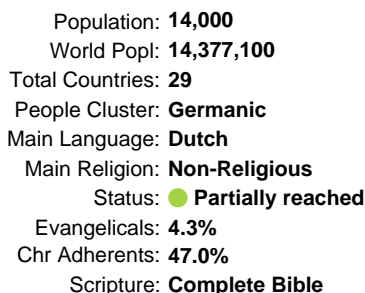 Population: 14,000
World Popl: 14,377,100
Total Countries: 29
People Cluster: Germanic
Main Language: Dutch
Main Religion: Non-Religious
Status: Partially reached
Evangelicals: 4.3%
Chr Adherents: 47.0%
Scripture: Complete Bible